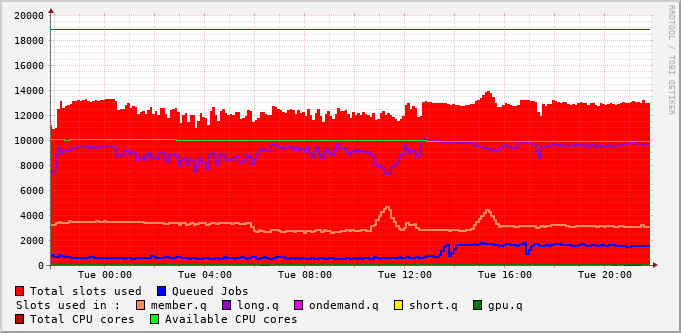 20000
18000
16000
14000
12000
10000
8000
6000
4000
2000
0
Tue 00:00 Tue 04:00 Tue 08:00 Tue 12:00 Tue 16:00 Tue 20:00
Total slots used Queued Jobs
Slots used in : member.q long.q ondemand.q short.q gpu.q
Total CPU cores Available CPU cores
RRDTOOL / TOBI OETIKER